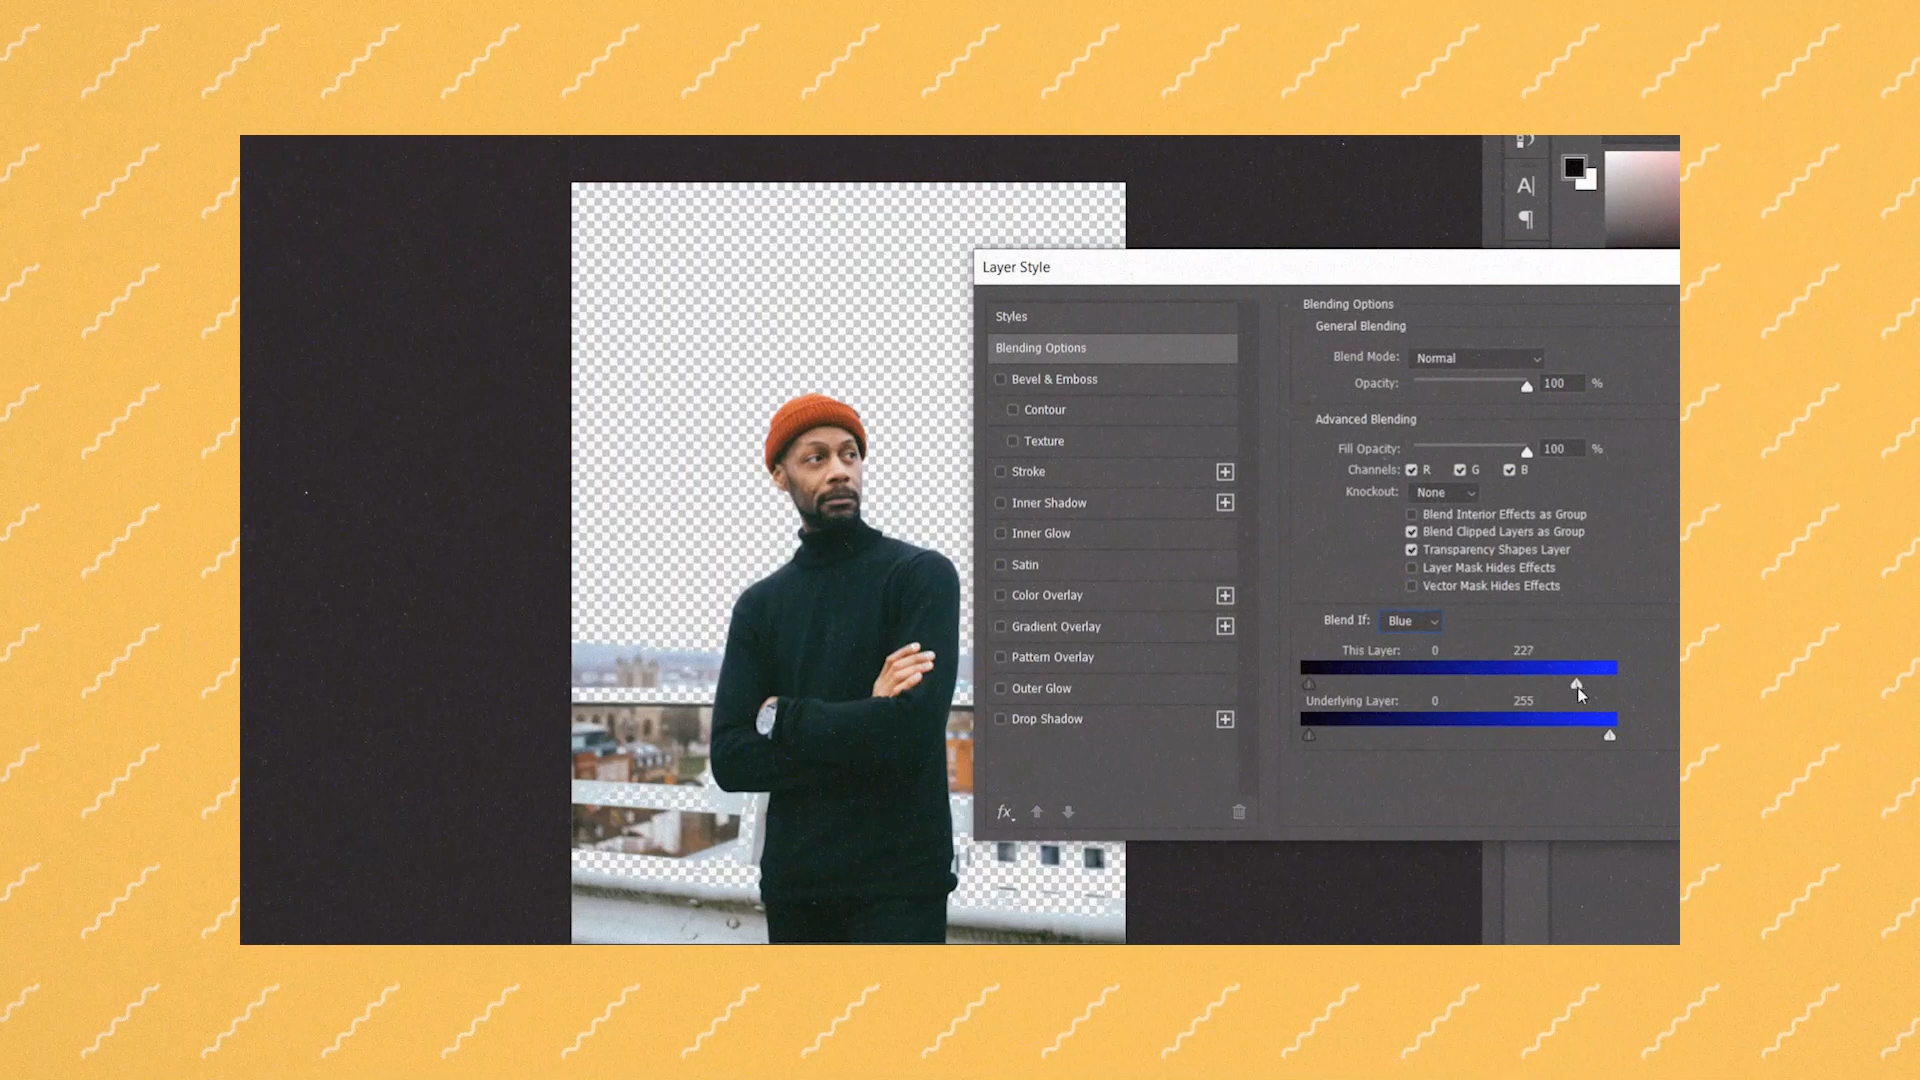 A|
¶
Layer Style
Styles
Blending Options
Bevel & Emboss
Contour
Texture
Stroke
Inner Shadow
Inner Glow
Satin
Color Overlay
Gradient Overlay
Pattern Overlay
Outer Glow
Drop Shadow
fx
Blending Options
General Blending
Blend Mode: Normal
Opacity: 100 %
Advanced Blending
Fill Opacity: 100 %
Channels: R G B
Knockout: None
Blend Interior Effects as Group
Blend Clipped Layers as Group
Transparency Shapes Layer
Layer Mask Hides Effects
Vector Mask Hides Effects
Blend If: Blue
This Layer: 0 227
Underlying Layer: 0 255